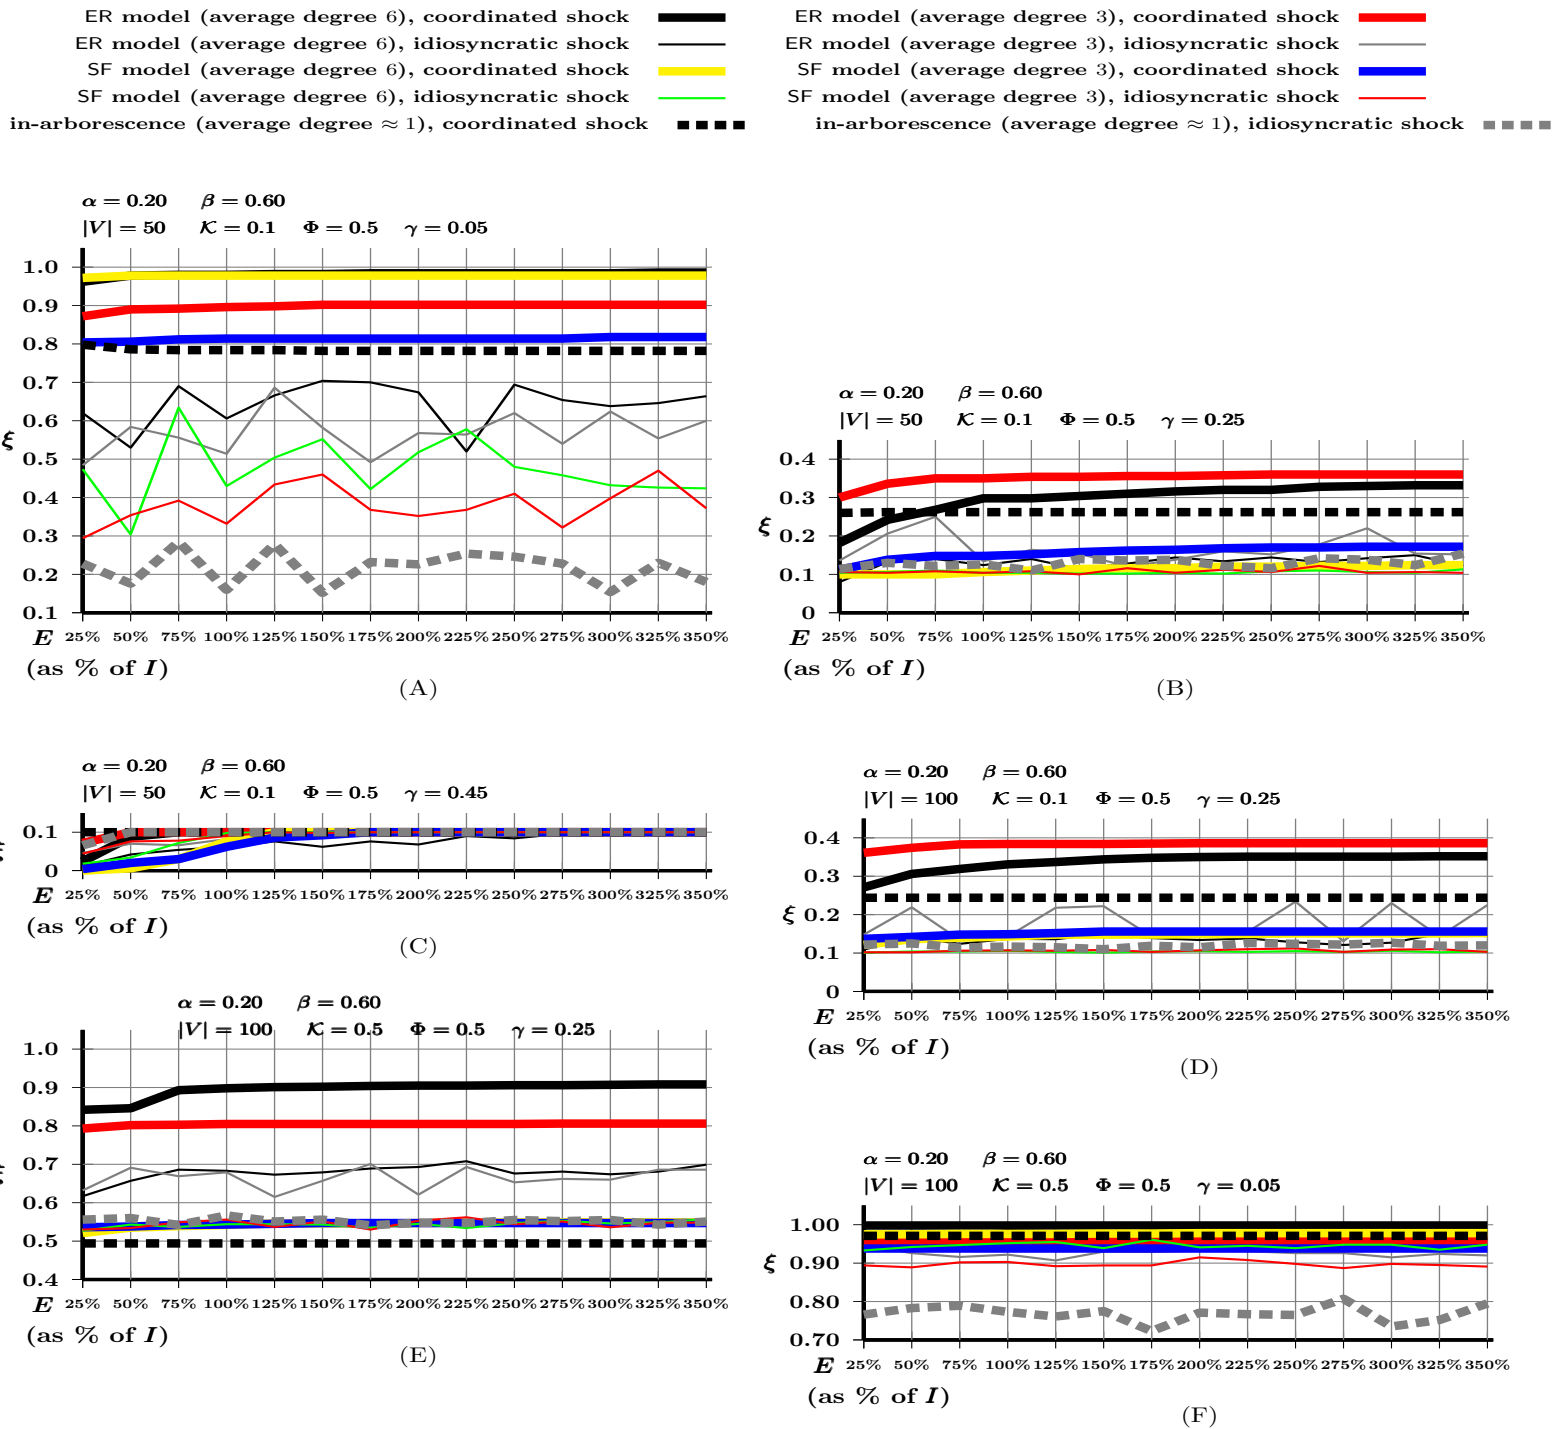 ER model (average degree 6), coordinated shock
ER model (average degree 6), idiosyncratic shock
SF model (average degree 6), coordinated shock
SF model (average degree 6), idiosyncratic shock
in-arborescence (average degree ≈ 1), coordinated shock
ER model (average degree 3), coordinated shock
ER model (average degree 3), idiosyncratic shock
SF model (average degree 3), coordinated shock
SF model (average degree 3), idiosyncratic shock
in-arborescence (average degree ≈ 1), idiosyncratic shock
α = 0.20 β = 0.60
|V| = 50 𝒦 = 0.1 Φ = 0.5 γ = 0.05
1.0
0.9
0.8
0.7
0.6
ξ
0.5
0.4
0.3
0.2
0.1
E 25% 50% 75% 100% 125% 150% 175% 200% 225% 250% 275% 300% 325% 350%
(as % of I)
(A)
α = 0.20 β = 0.60
|V| = 50 𝒦 = 0.1 Φ = 0.5 γ = 0.25
0.4
0.3
ξ
0.2
0.1
0
E 25% 50% 75% 100% 125% 150% 175% 200% 225% 250% 275% 300% 325% 350%
(as % of I)
(B)
α = 0.20 β = 0.60
|V| = 50 𝒦 = 0.1 Φ = 0.5 γ = 0.45
0.1
0
E 25% 50% 75% 100% 125% 150% 175% 200% 225% 250% 275% 300% 325% 350%
(as % of I)
(C)
α = 0.20 β = 0.60
|V| = 100 𝒦 = 0.1 Φ = 0.5 γ = 0.25
0.4
0.3
ξ
0.2
0.1
0
E 25% 50% 75% 100% 125% 150% 175% 200% 225% 250% 275% 300% 325% 350%
(as % of I)
(D)
α = 0.20 β = 0.60
|V| = 100 𝒦 = 0.5 Φ = 0.5 γ = 0.25
1.0
0.9
0.8
0.7
0.6
0.5
0.4
E 25% 50% 75% 100% 125% 150% 175% 200% 225% 250% 275% 300% 325% 350%
(as % of I)
(E)
α = 0.20 β = 0.60
|V| = 100 𝒦 = 0.5 Φ = 0.5 γ = 0.05
1.00
ξ 0.90
0.80
0.70
E 25% 50% 75% 100% 125% 150% 175% 200% 225% 250% 275% 300% 325% 350%
(as % of I)
(F)